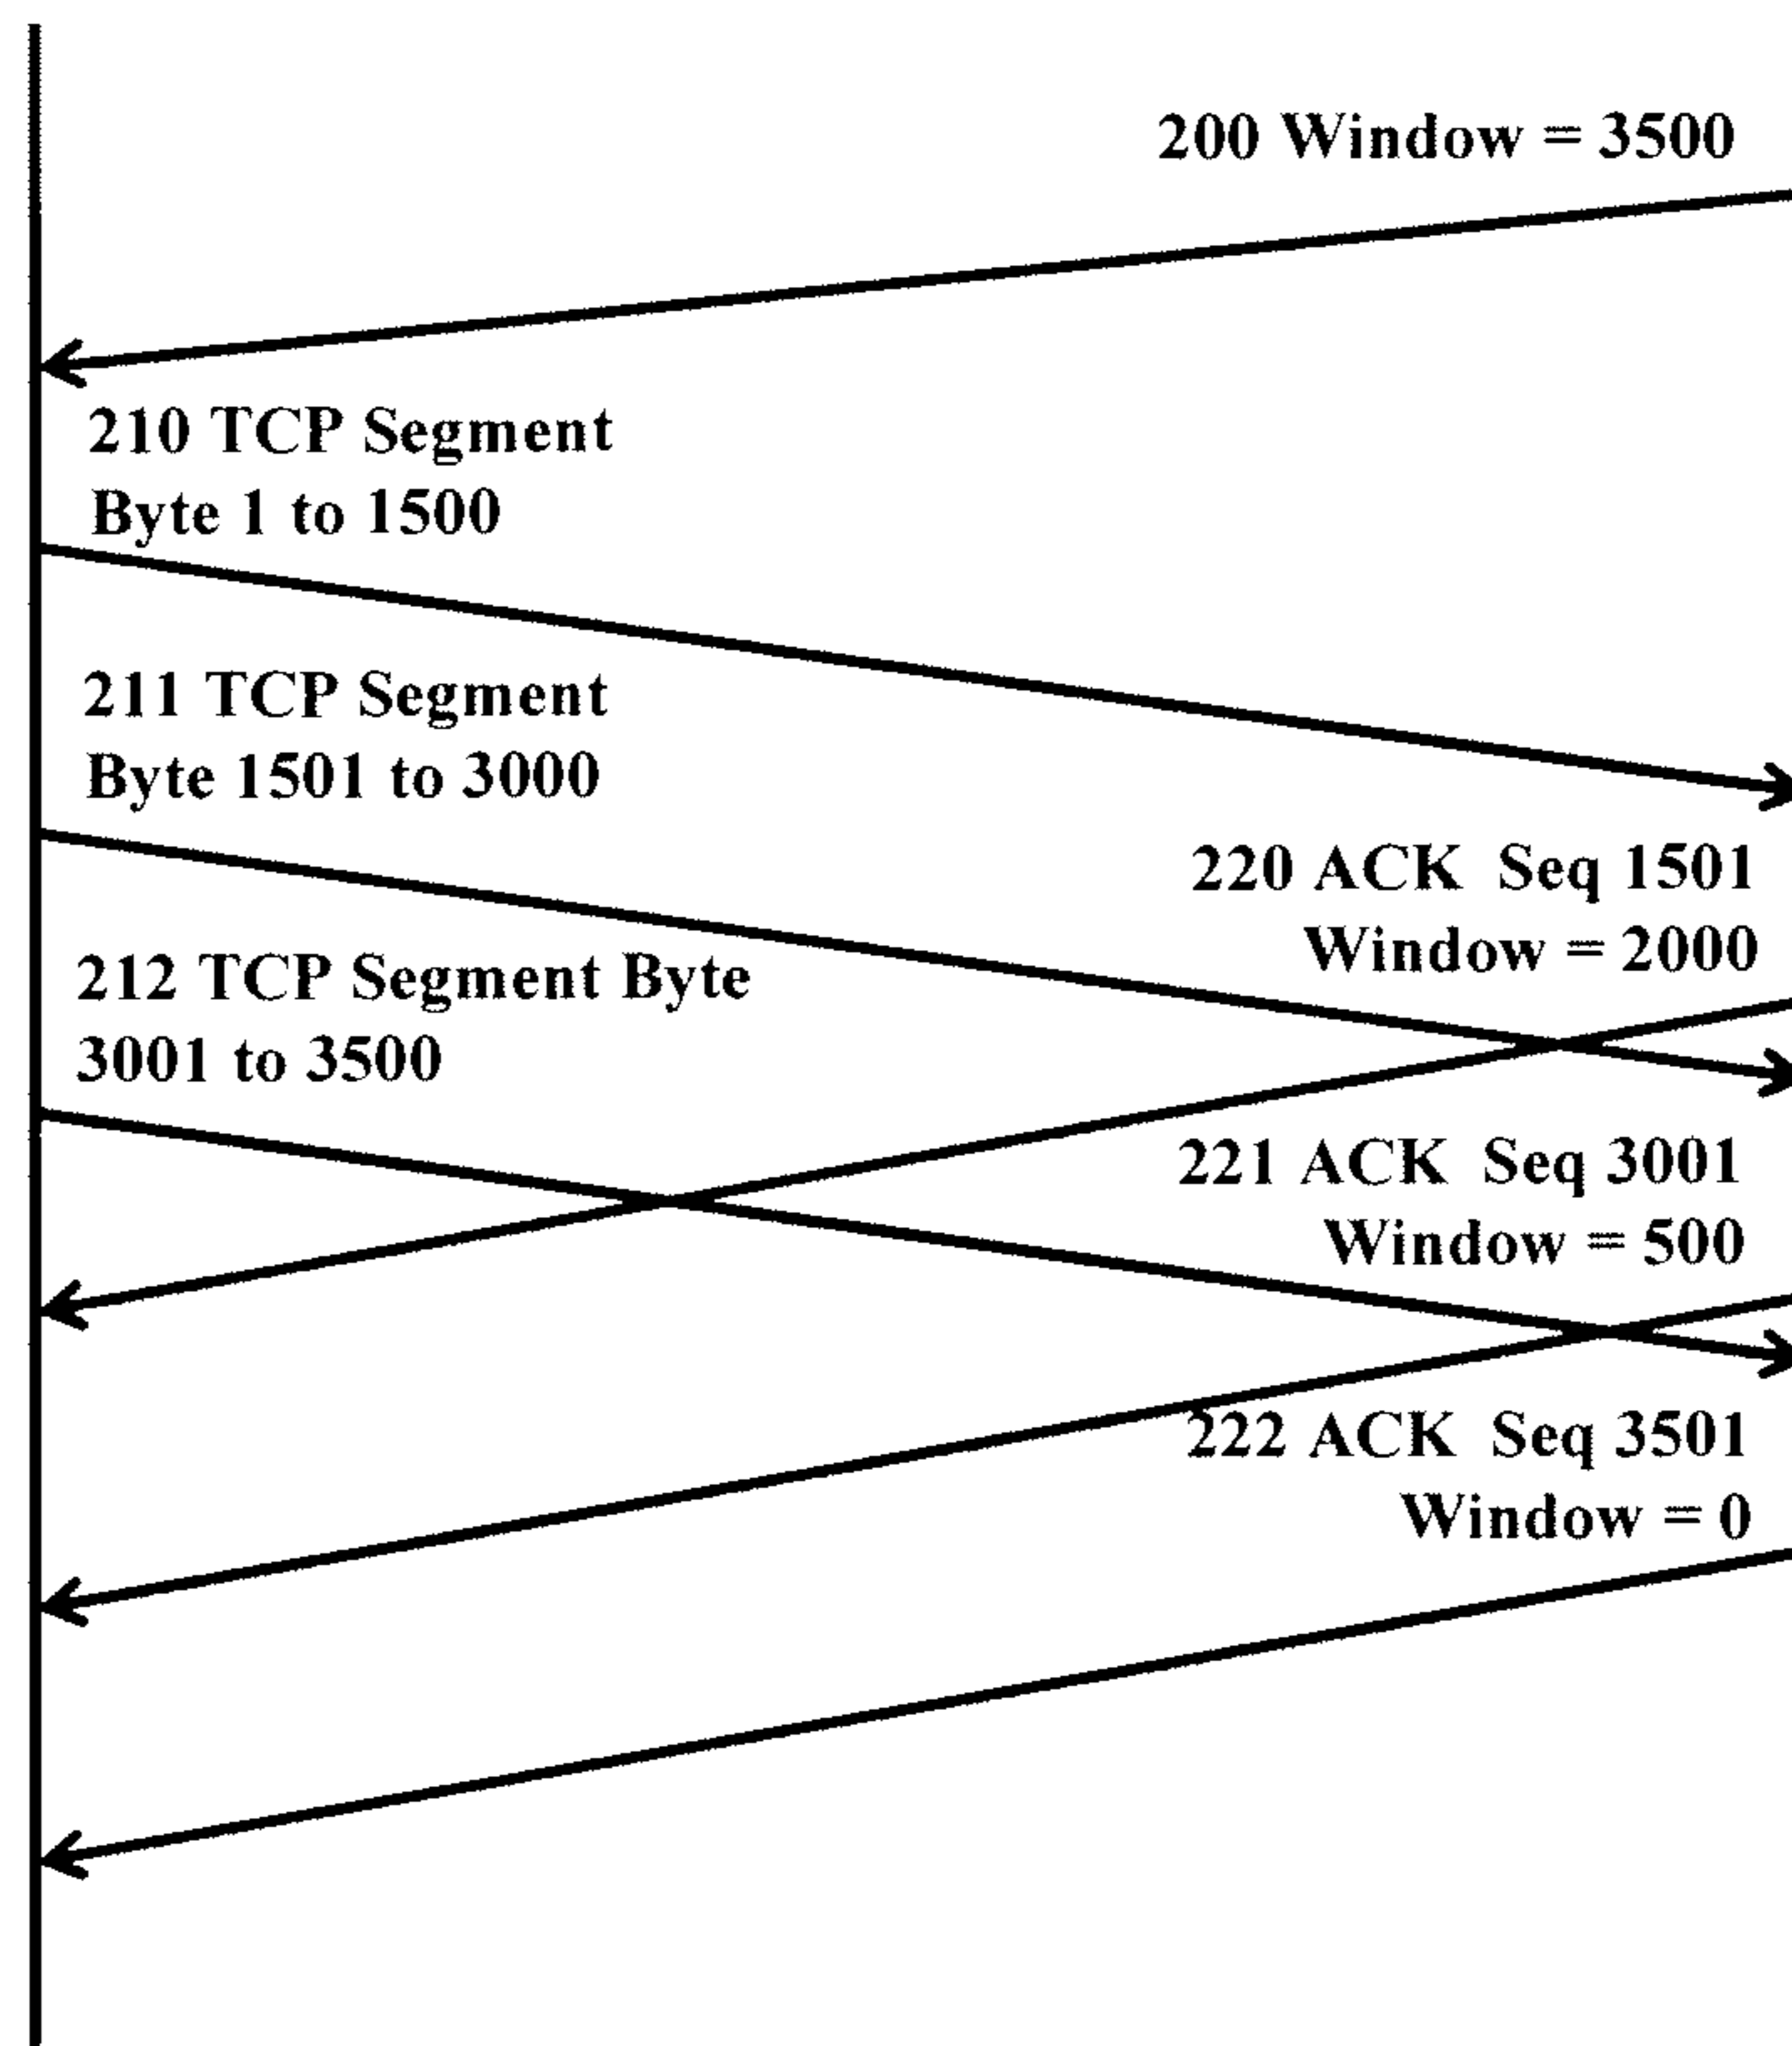 200 Window = 3500
210 TCP Segment
Byte 1 to 1500
211 TCP Segment
Byte 1501 to 3000
220 ACK Seq 1501
Window = 2000
212 TCP Segment Byte
3001 to 3500
221 ACK Seq 3001
Window = 500
222 ACK Seq 3501
Window = 0